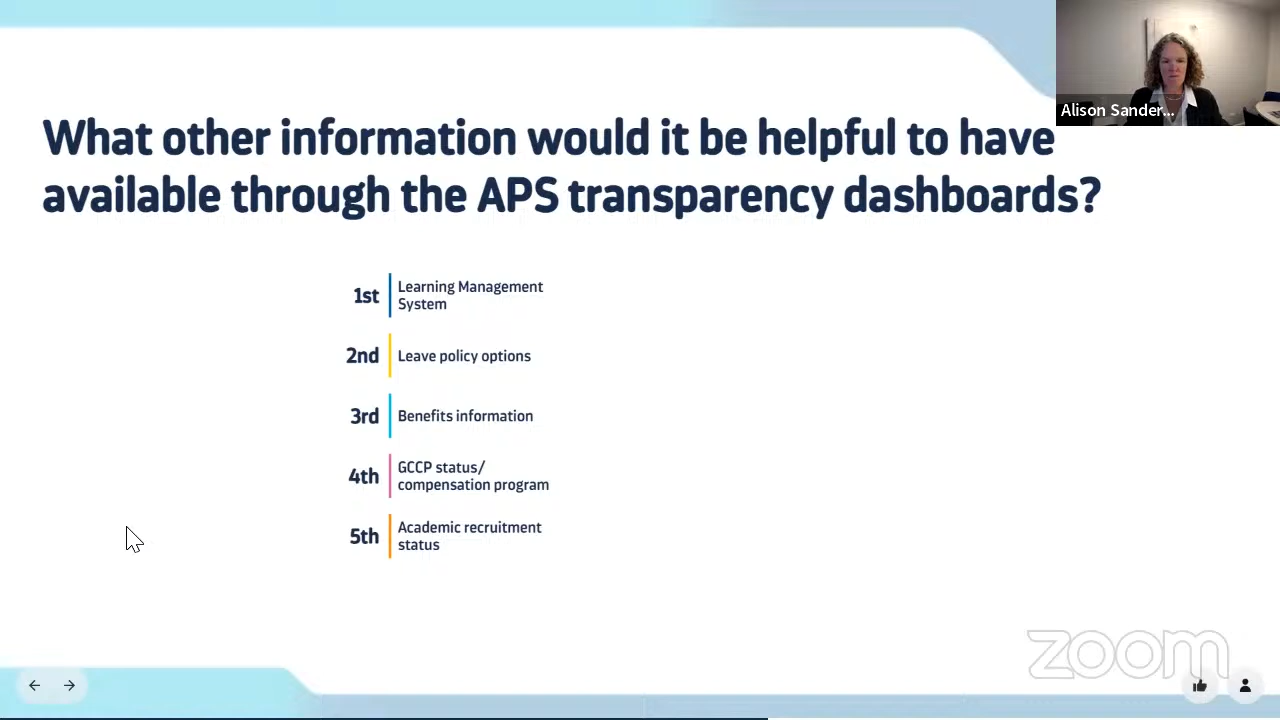 Alison Sander...
What other information would it be helpful to have
available through the APS transparency dashboards?
1st
Learning Management
System
2nd
Leave policy options
3rd
Benefits information
4th
GCCP status/
compensation program
5th
Academic recruitment
status
zoom